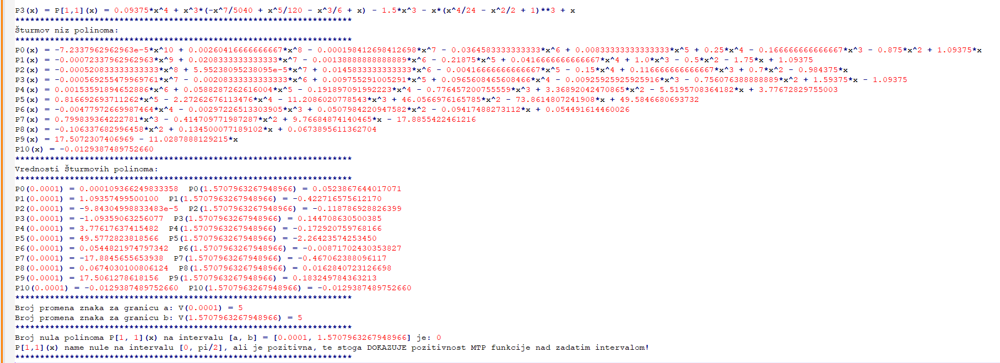 P3(x) = P[1,1](x) = 0.09375*x^4 + x^3*(-x^7/5040 + x^5/120 - x^3/6 + x) - 1.5*x^3 - x*(x^4/24 - x^2/2 + 1)**3 + x
********************************************************************
Šturmov niz polinoma:
********************************************************************
P0(x) = -7.2337962962963e-5*x^10 + 0.00260416666666667*x^8 - 0.000198412698412698*x^7 - 0.0364583333333333*x^6 + 0.00833333333333333*x^5 + 0.25*x^4 - 0.166666666666667*x^3 - 0.875*x^2 + 1.09375*x
P1(x) = -0.000723379629629​63*x^9 + 0.0208333333333333*x^7 - 0.00138888888888889*x^6 - 0.21875*x^5 + 0.0416666666666667*x^4 + 1.0*x^3 - 0.5*x^2 - 1.75*x + 1.09375
P2(x) = -0.000520833333333333*x^8 + 5.95238095238095e-5*x^7 + 0.0145833333333333*x^6 - 0.00416666666666667*x^5 - 0.15*x^4 + 0.116666666666667*x^3 + 0.7*x^2 - 0.984375*x
P3(x) = -0.000569255479969761*x^7 - 0.00208333333333333*x^6 + 0.009755291005291*x^5 + 0.0965608465608466*x^4 - 0.00925925925925916*x^3 - 0.756076388888889*x^2 + 1.59375*x - 1.09375
P4(x) = 0.00153591894652886*x^6 + 0.0588287262616004*x^5 - 0.191897091992223*x^4 - 0.776457200755559*x^3 + 3.36892042470865*x^2 - 5.5195708364182*x + 3.77672829755003
P5(x) = 0.816692693711262*x^5 - 2.27262676113476*x^4 - 11.2086020778543*x^3 + 46.0566976165785*x^2 - 73.8614807241908*x + 49.5846680693732
P6(x) = -0.00477972669987464*x^4 - 0.00297226513303905*x^3 + 0.0507984220947582*x^2 - 0.09417488273112*x + 0.054491614460026
P7(x) = 0.799839364222781*x^3 - 0.414709771987287*x^2 + 9.76684874140465*x - 17.8855422461216
P8(x) = -0.106337682996458*x^2 + 0.134500077189102*x + 0.0673895611362704
P9(x) = 17.5072307406969 - 11.0287888129215*x
P10(x) = -0.0129387489752660
********************************************************************
Vrednosti Šturmovih polinoma:
********************************************************************
P0(0.0001) = 0.000109366249833358  P0(1.5707963267948966) = 0.0523867644017071
P1(0.0001) = 1.09357499500100  P1(1.5707963267948966) = -0.422716575612170
P2(0.0001) = -9.84304998833483e-5  P2(1.5707963267948966) = -0.118786928826399
P3(0.0001) = -1.09359063256077  P3(1.5707963267948966) = 0.144708630500385
P4(0.0001) = 3.77617637415482  P4(1.5707963267948966) = -0.172920759768166
P5(0.0001) = 49.5772823818566  P5(1.5707963267948966) = -2.26423574253450
P6(0.0001) = 0.0544821974797342  P6(1.5707963267948966) = -0.00871702430353827
P7(0.0001) = -17.8845655653938  P7(1.5707963267948966) = -0.467062388096117
P8(0.0001) = 0.0674030100806124  P8(1.5707963267948966) = 0.0162840723126698
P9(0.0001) = 17.5061278618156  P9(1.5707963267948966) = 0.183249784363213
P10(0.0001) = -0.0129387489752660  P10(1.5707963267948966) = -0.0129387489752660
********************************************************************
Broj promena znaka za granicu a: V(0.0001) = 5
Broj promena znaka za granicu b: V(1.5707963267948966) = 5
********************************************************************
Broj nula polinoma P[1, 1](x) na intervalu [a, b] = [0.0001, 1.5707963267948966] je: 0
P[1,1](x) name nule na intervalu [0, pi/2], ali je pozitivna, te stoga DOKAZUJE pozitivnost MTP funkcije nad zadatim intervalom!
********************************************************************